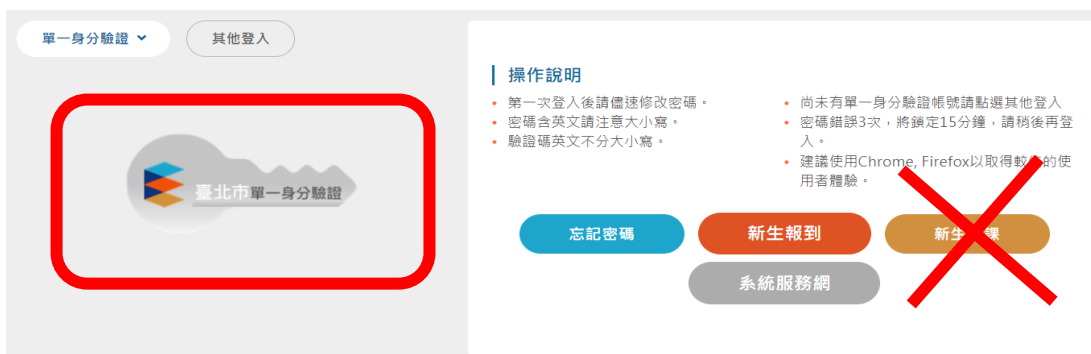 單一身分驗證
其他登入
臺北市單一身分驗證
操作說明
• 第一次登入後請儘速修改密碼。
• 密碼含英文請注意大小寫。
• 驗證碼英文不分大小寫。
• 尚未有單一身分驗證帳號請點選其他登入
• 密碼錯誤3次，將鎖定15分鐘，請稍後再登
入。
• 建議使用Chrome, Firefox以取得較的使
用者體驗。
忘記密碼
新生報到
新生課
系統服務網